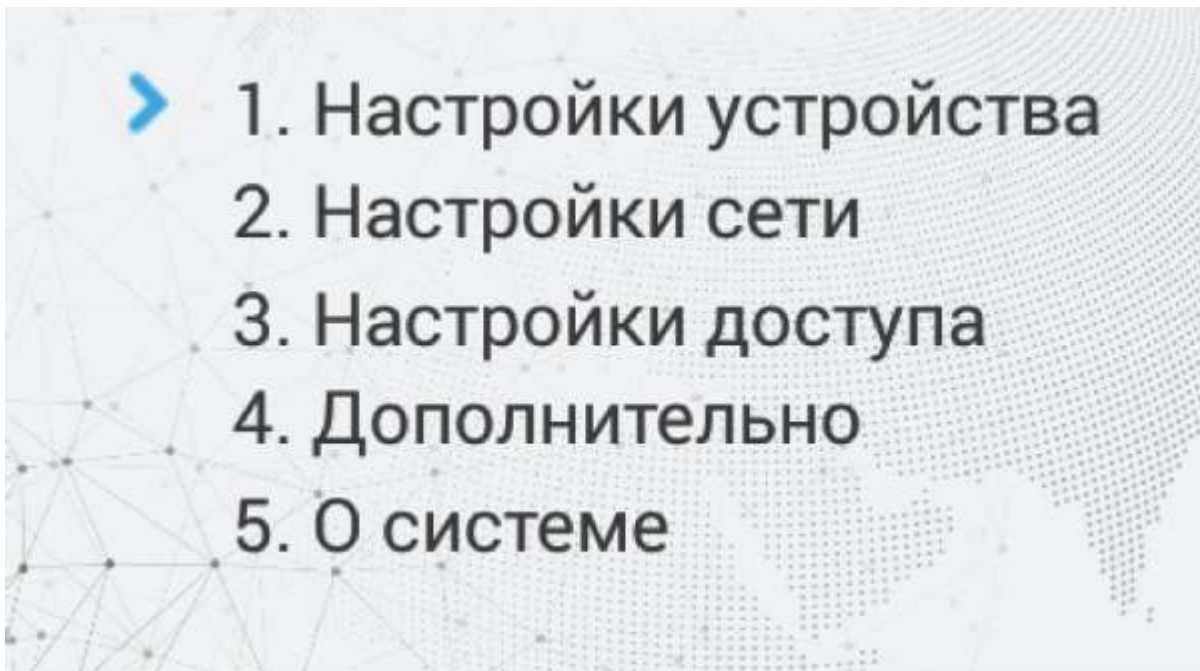 1. Настройки устройства
2. Настройки сети
3. Настройки доступа
4. Дополнительно
5. О системе